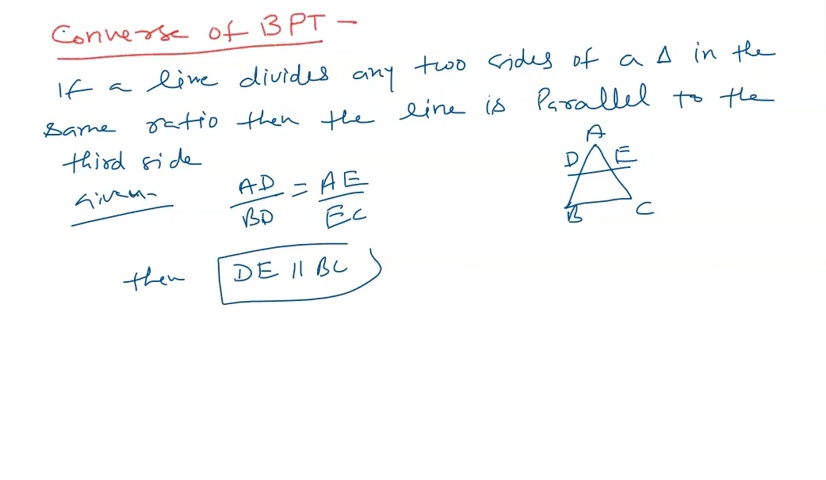 Converse of BPT -
If a line divides any two sides of a Δ in the
same ratio then the line is Parallel to the
third side
Given-
AD/BD = AE/EC
then DE || BC
A
D E
B C